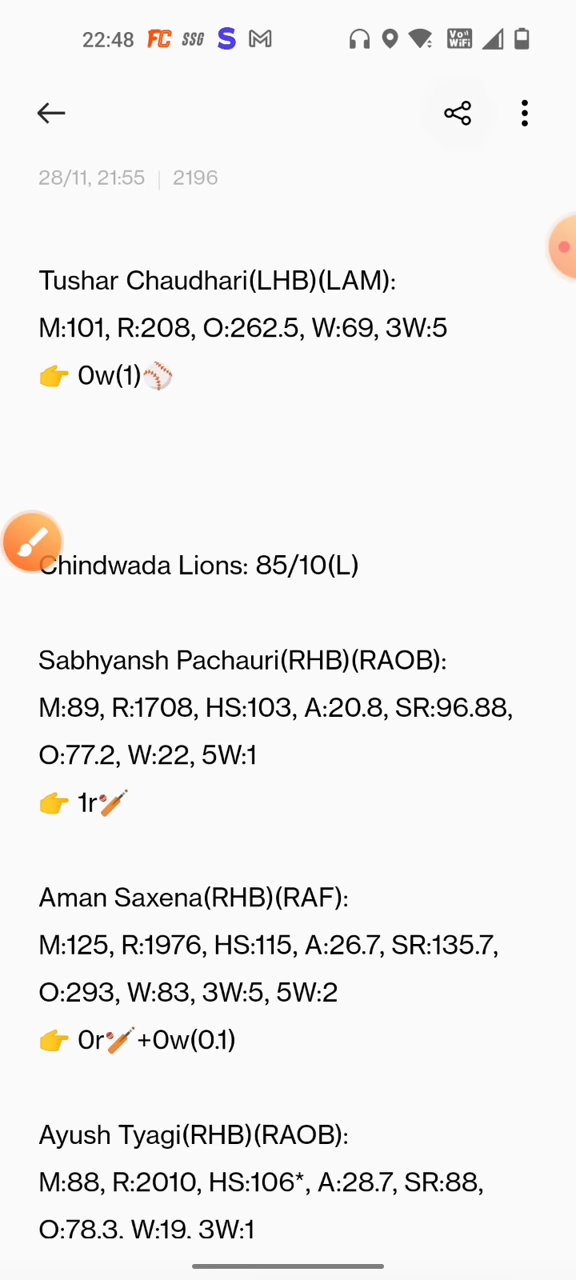 22:48 FC SSG S M Vo WiFi
28/11, 21:55 | 2196
Tushar Chaudhari(LHB)(LAM):
M:101, R:208, O:262.5, W:69, 3W:5
👉 0w(1)⚾
Chindwada Lions: 85/10(L)
Sabhyansh Pachauri(RHB)(RAOB):
M:89, R:1708, HS:103, A:20.8, SR:96.88,
O:77.2, W:22, 5W:1
👉 1r🏏
Aman Saxena(RHB)(RAF):
M:125, R:1976, HS:115, A:26.7, SR:135.7,
O:293, W:83, 3W:5, 5W:2
👉 0r🏏+0w(0.1)
Ayush Tyagi(RHB)(RAOB):
M:88, R:2010, HS:106*, A:28.7, SR:88,
O:78.3, W:19, 3W:1